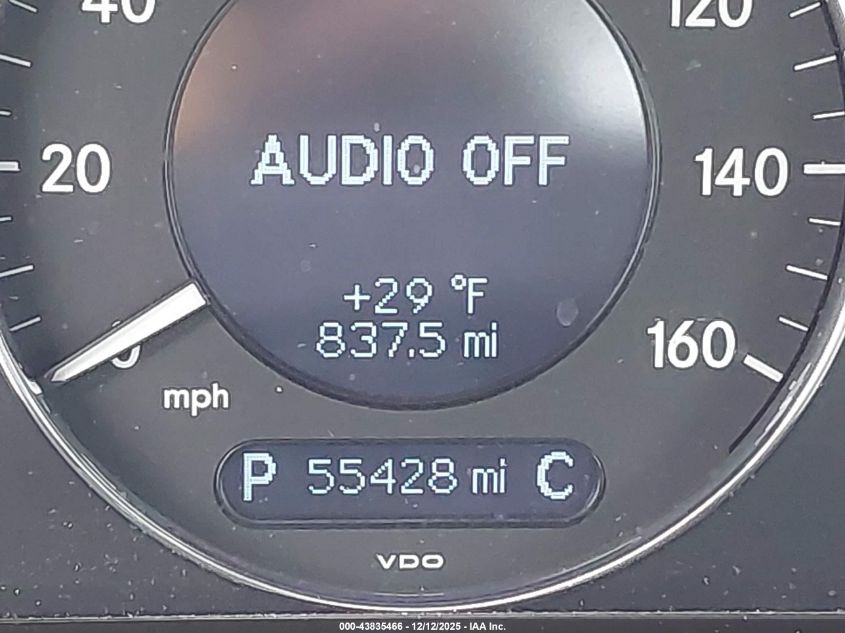 40
120
AUDIO OFF
20
140
+29 °F
837.5 mi
160
0
mph
P 55428 mi C
VDO
000-43835466 - 12/12/2025 - IAA Inc.